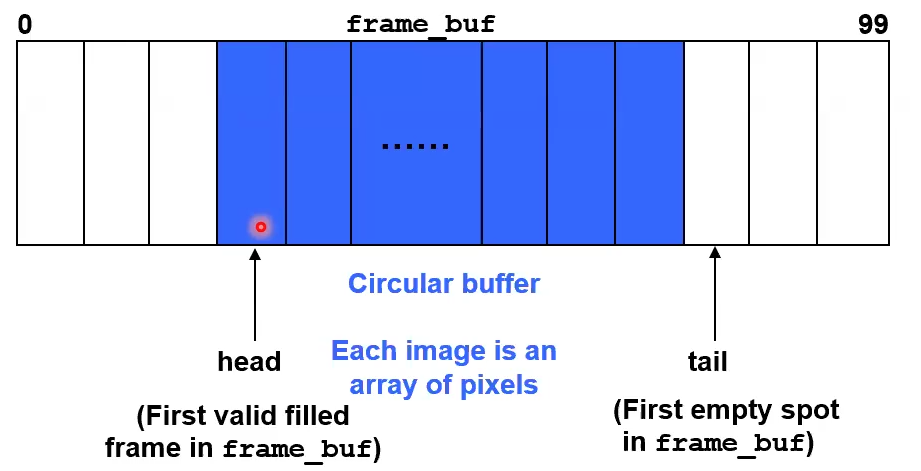 0 frame_buf 99
......
Circular buffer
Each image is an
array of pixels
head
(First valid filled
frame in frame_buf)
tail
(First empty spot
in frame_buf)